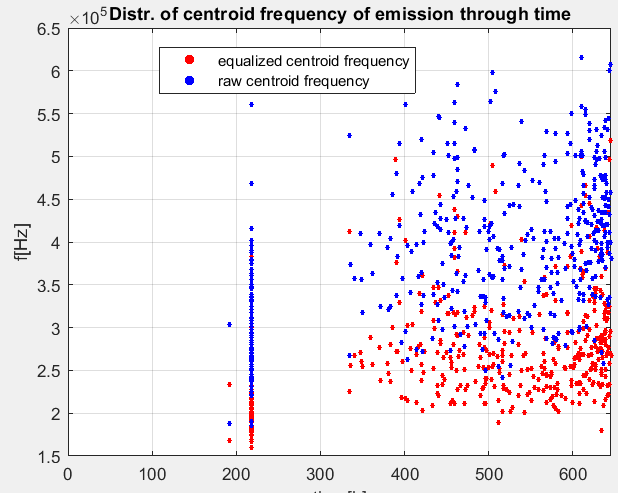 ×10⁵ Distr. of centroid frequency of emission through time
equalized centroid frequency
raw centroid frequency
6.5
6
5.5
5
4.5
4
3.5
3
2.5
2
1.5
f[Hz]
0 100 200 300 400 500 600